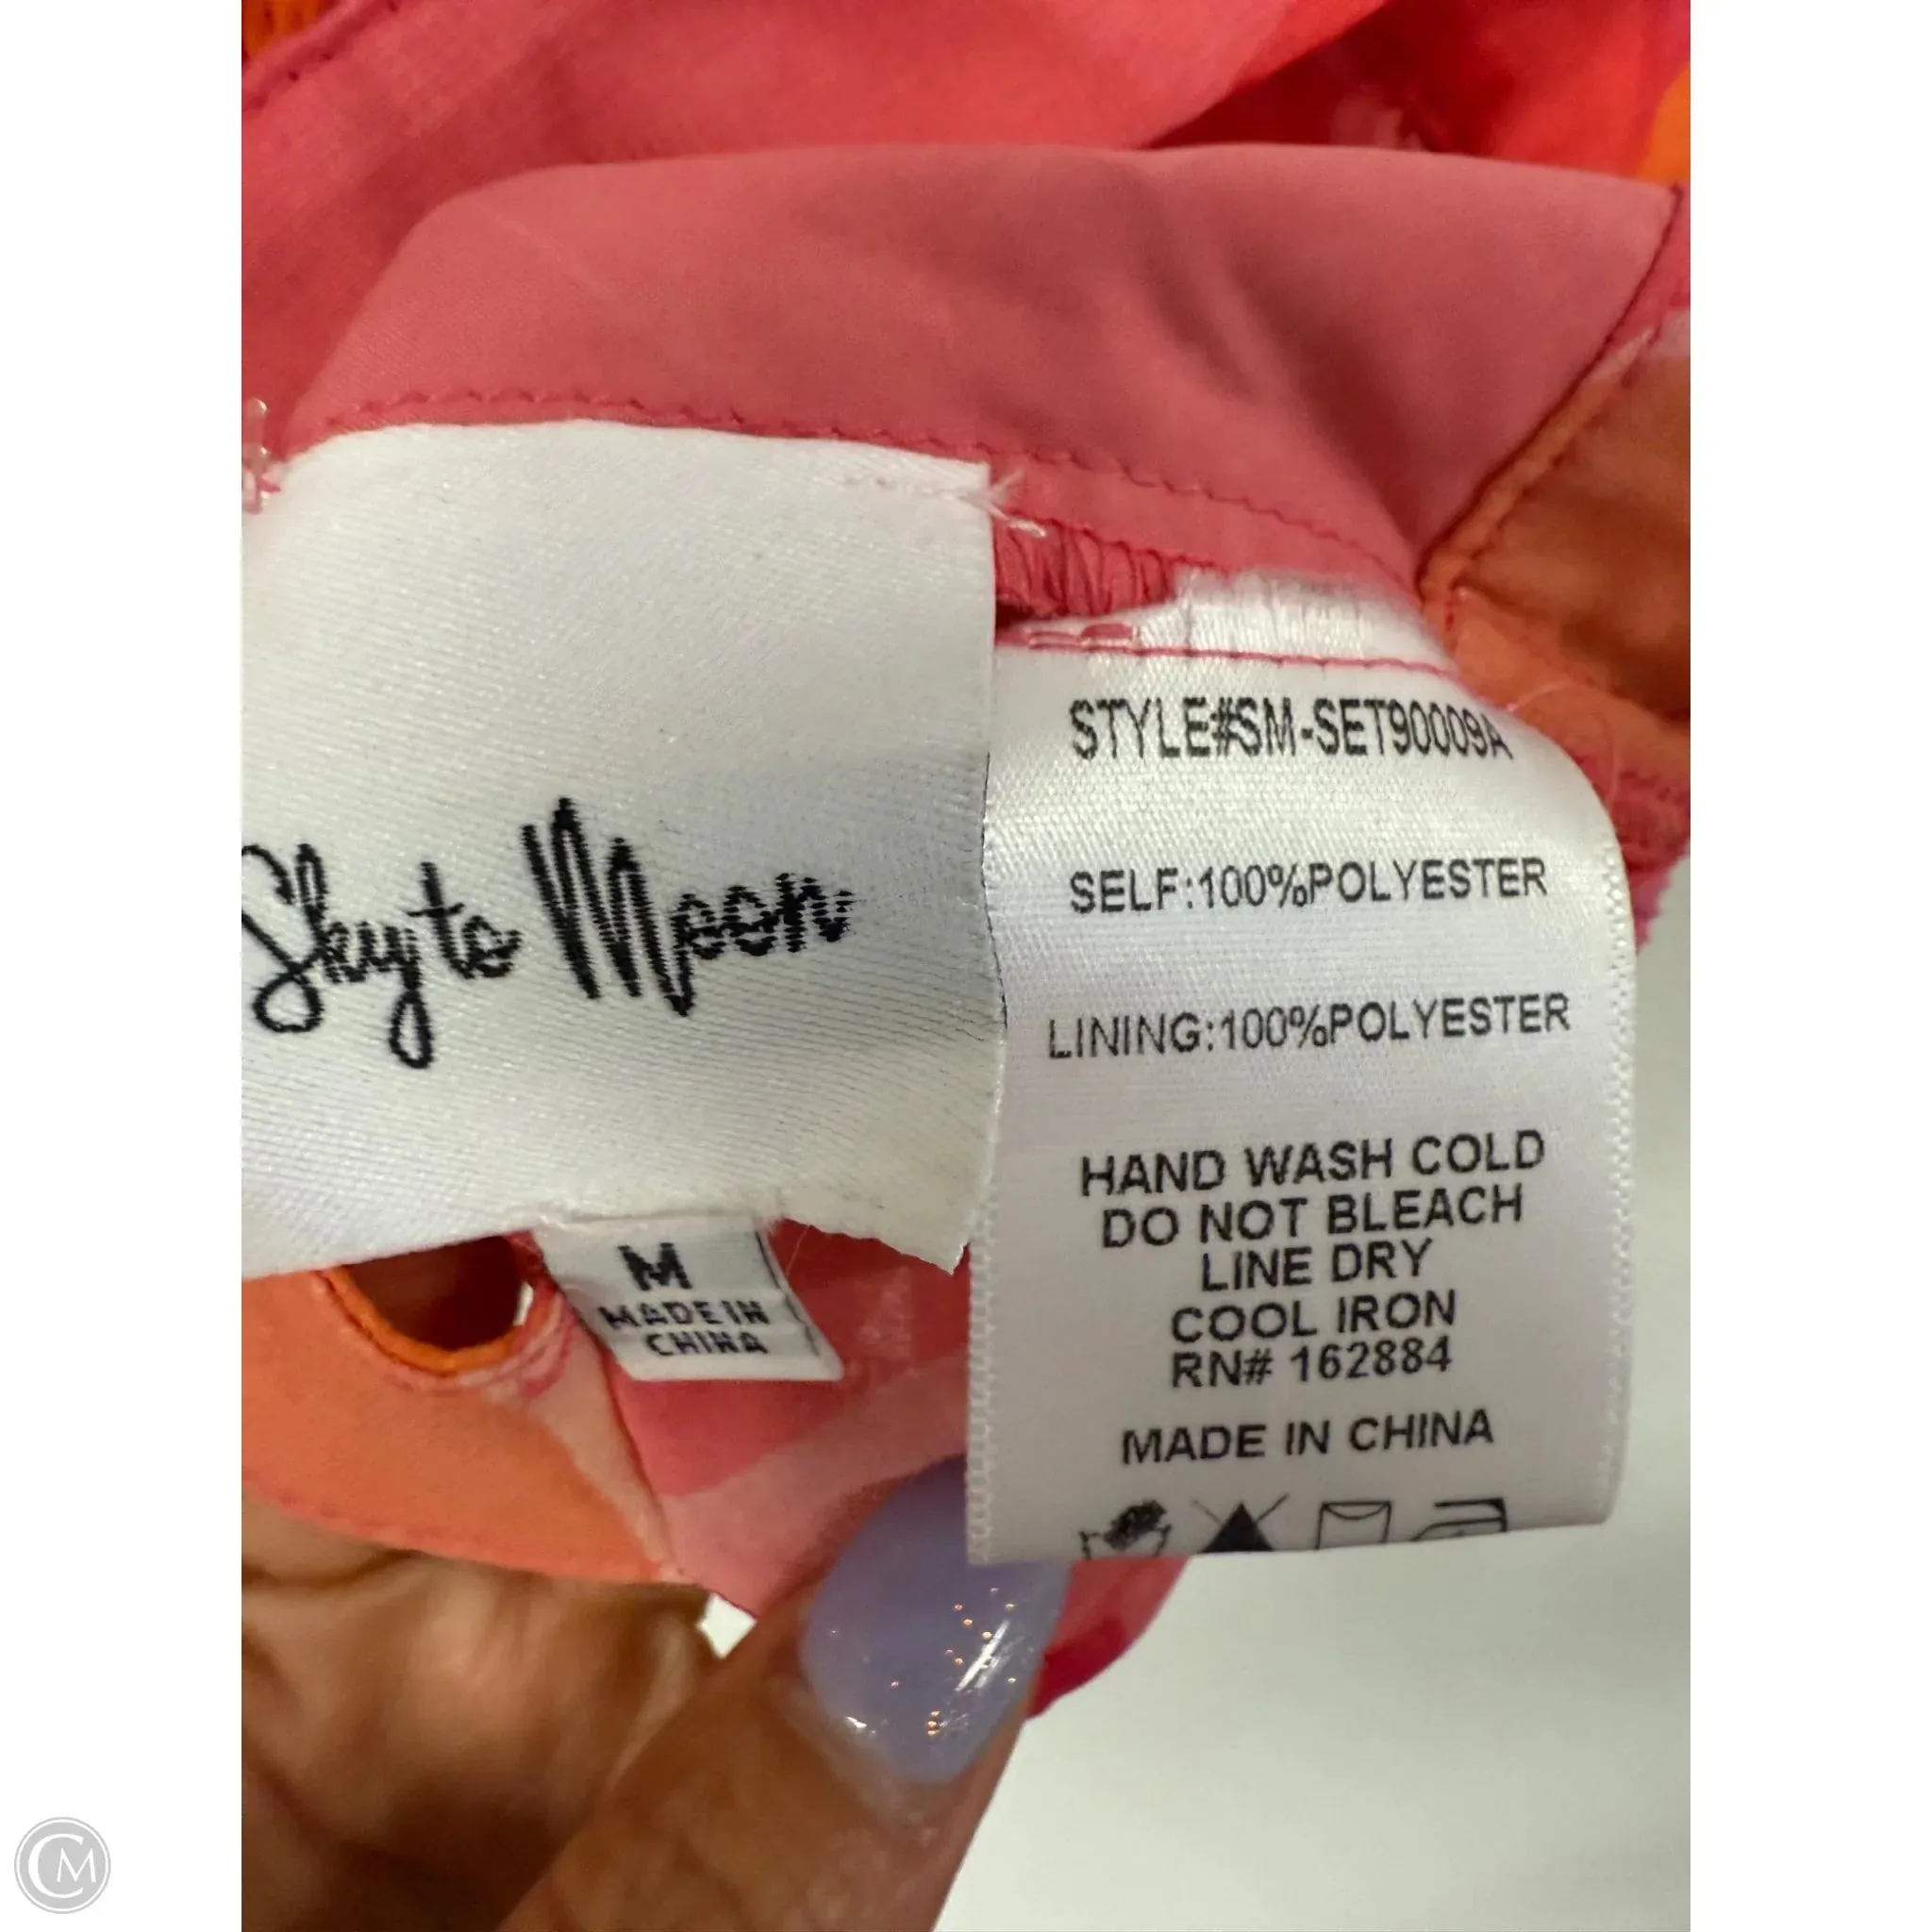 Sky to Moon
M
MADE IN
CHINA
STYLE#SM-SET90009A
SELF:100%POLYESTER
LINING:100%POLYESTER
HAND WASH COLD
DO NOT BLEACH
LINE DRY
COOL IRON
RN# 162884
MADE IN CHINA
CM